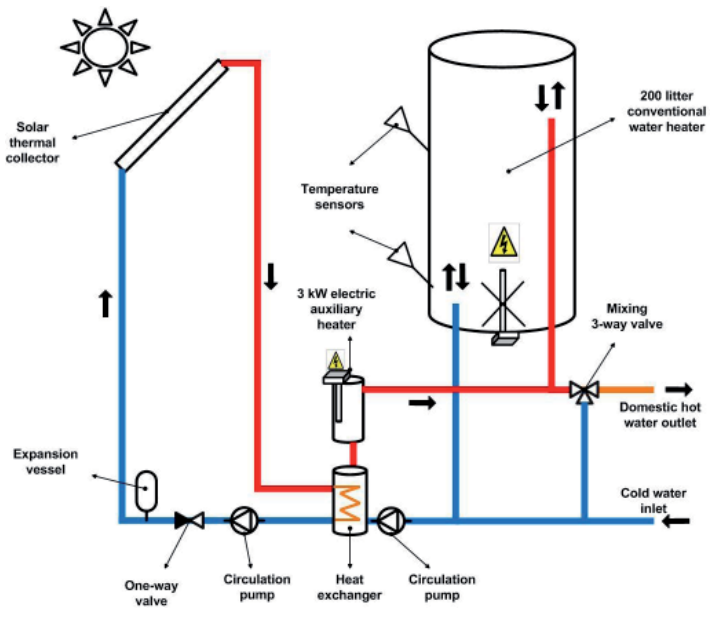 200 litter
conventional
water heater
Solar
thermal
collector
Temperature
sensors
3 kW electric
auxiliary
heater
Mixing
3-way valve
Domestic hot
water outlet
Expansion
vessel
Cold water
inlet
One-way
valve
Circulation
pump
Heat
exchanger
Circulation
pump